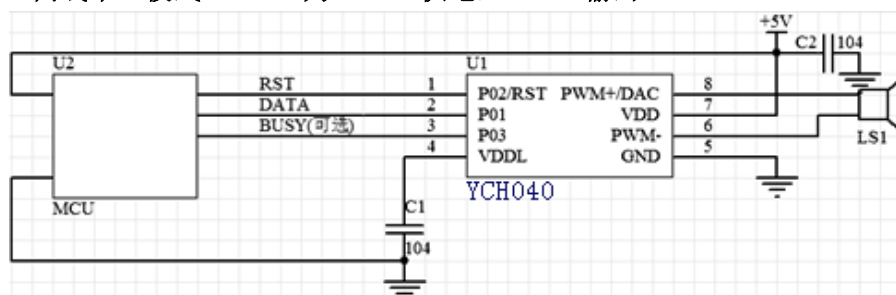 +5V
C2
104
U2
U1
RST
1
P02/RST
PWM+/DAC
8
DATA
2
P01
VDD
7
BUSY(可选)
3
P03
PWM-
6
4
VDDL
GND
5
LS1
MCU
YCH040
C1
104